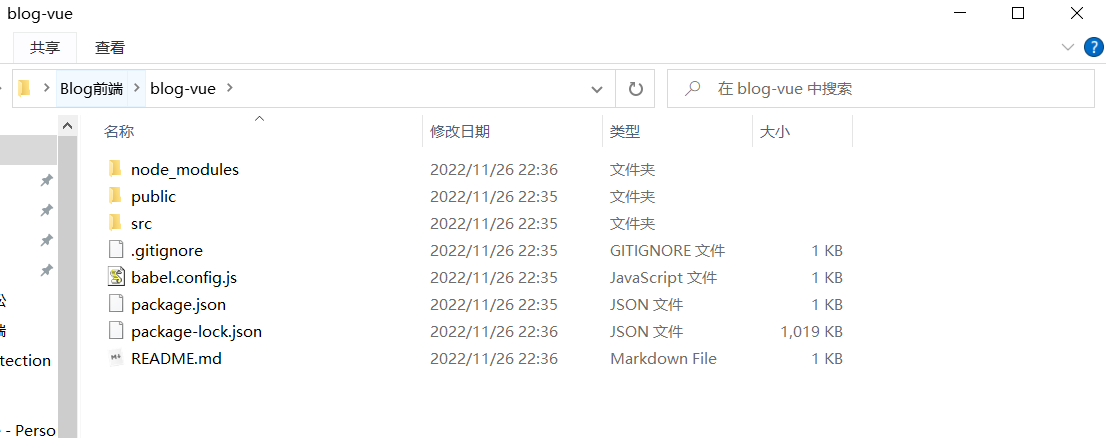 blog-vue
共享 查看
Blog前端 blog-vue 在 blog-vue 中搜索
名称 修改日期 类型 大小
node_modules 2022/11/26 22:36 文件夹
public 2022/11/26 22:35 文件夹
src 2022/11/26 22:35 文件夹
.gitignore 2022/11/26 22:35 GITIGNORE 文件 1 KB
babel.config.js 2022/11/26 22:35 JavaScript 文件 1 KB
package.json 2022/11/26 22:35 JSON 文件 1 KB
package-lock.json 2022/11/26 22:36 JSON 文件 1,019 KB
README.md 2022/11/26 22:36 Markdown File 1 KB
tection
- Perso